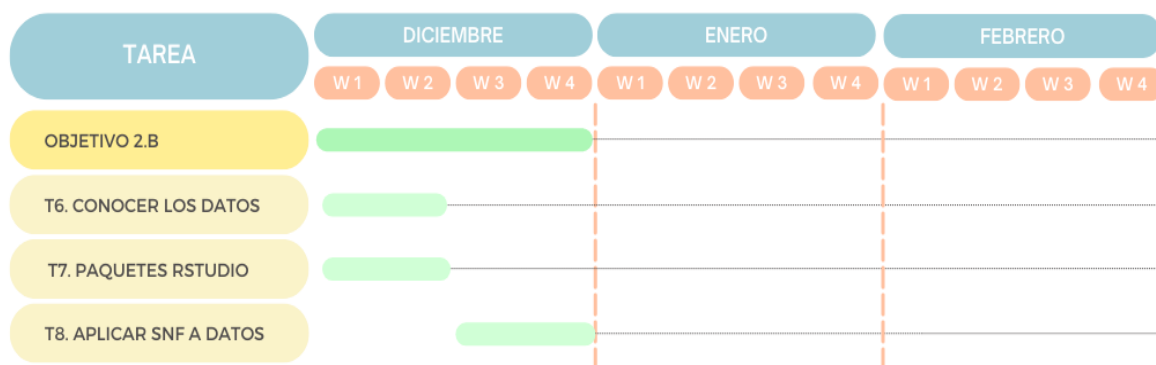 TAREA
DICIEMBRE
ENERO
FEBRERO
W 1 W 2 W 3 W 4 W 1 W 2 W 3 W 4 W 1 W 2 W 3 W 4
OBJETIVO 2.B
T6. CONOCER LOS DATOS
T7. PAQUETES RSTUDIO
T8. APLICAR SNF A DATOS